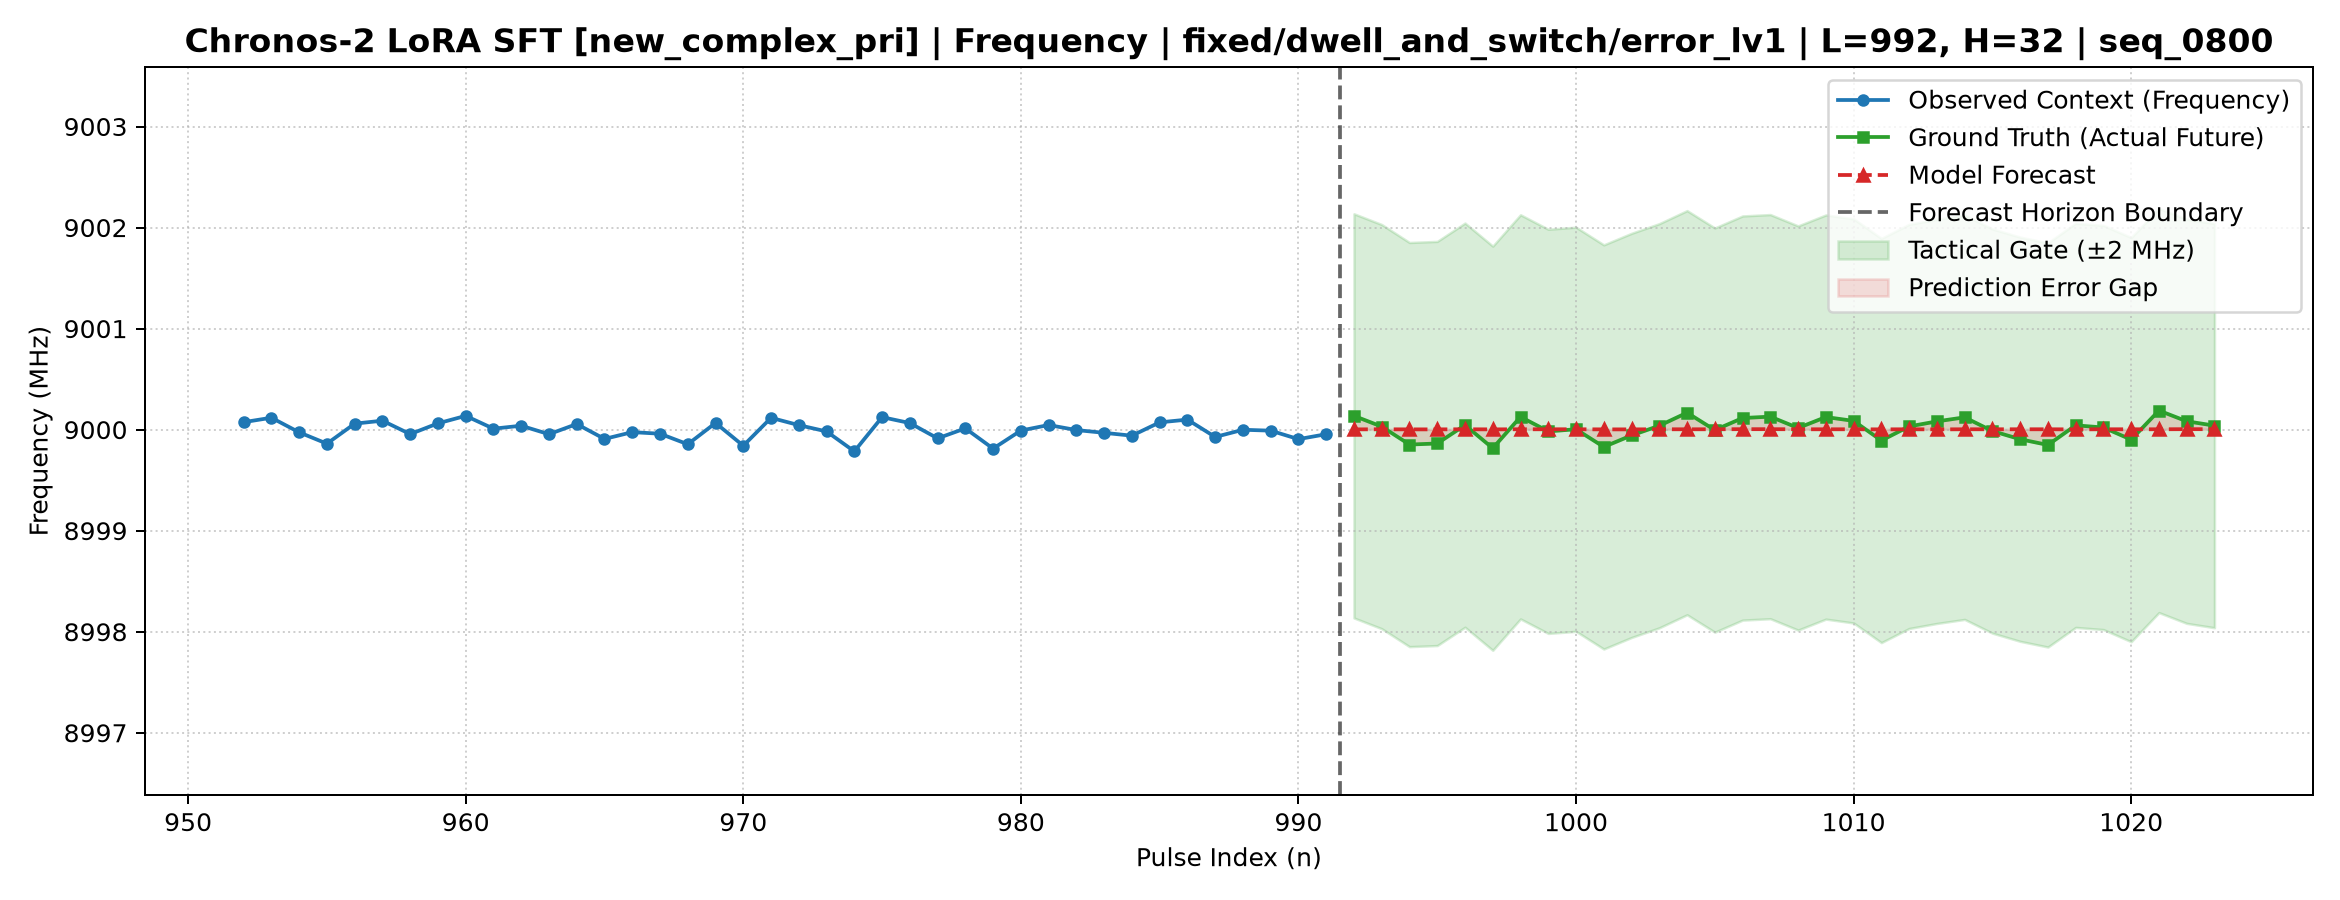 Chronos-2 LoRA SFT [new_complex_pri] | Frequency | fixed/dwell_and_switch/error_lv1 | L=992, H=32 | seq_0800
Observed Context (Frequency)
Ground Truth (Actual Future)
Model Forecast
Forecast Horizon Boundary
Tactical Gate (±2 MHz)
Prediction Error Gap
Frequency (MHz)
9003
9002
9001
9000
8999
8998
8997
950 960 970 980 990 1000 1010 1020
Pulse Index (n)